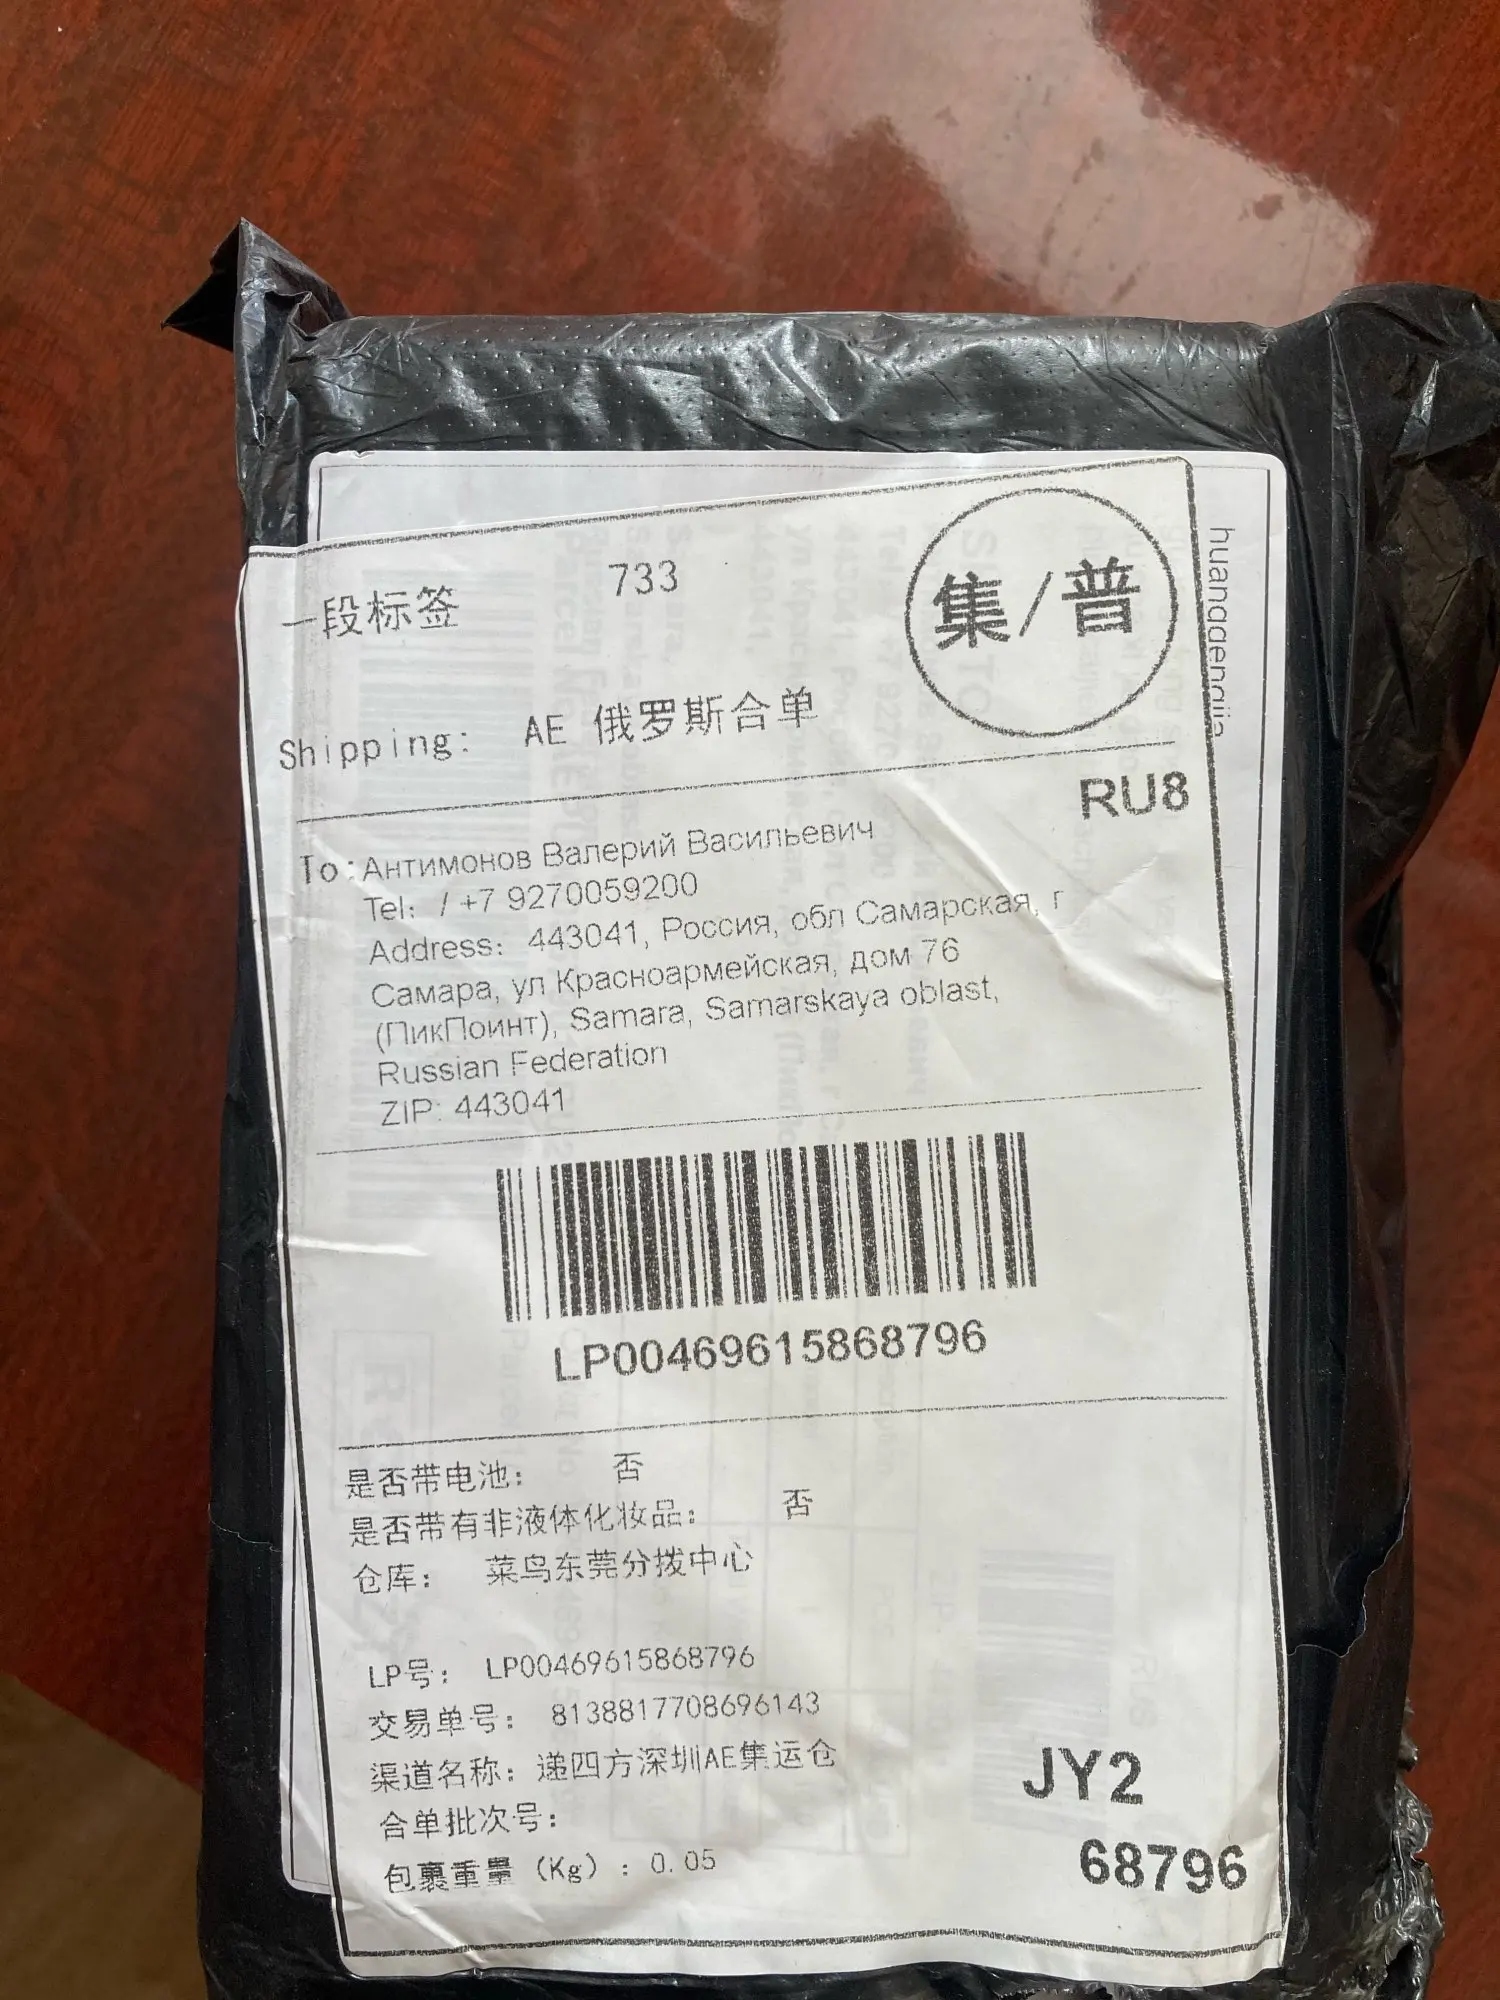 一段标签
733
集/普
huangdengjia
Shipping: AE 俄罗斯合单
RU8
To: Антимонов Валерий Васильевич
Tel: / +7 9270059200
Address: 443041, Россия, обл Самарская, г
Самара, ул Красноармейская, дом 76
(ПикПоинт), Samara, Samarskaya oblast,
Russian Federation
ZIP: 443041
LP00469615868796
是否带电池: 否
是否带有非液体化妆品: 否
仓库: 菜鸟东莞分拨中心
LP号: LP00469615868796
交易单号: 8138817708696143
渠道名称: 递四方深圳AE集运仓
JY2
合单批次号:
包裹重量 (Kg) : 0.05
68796